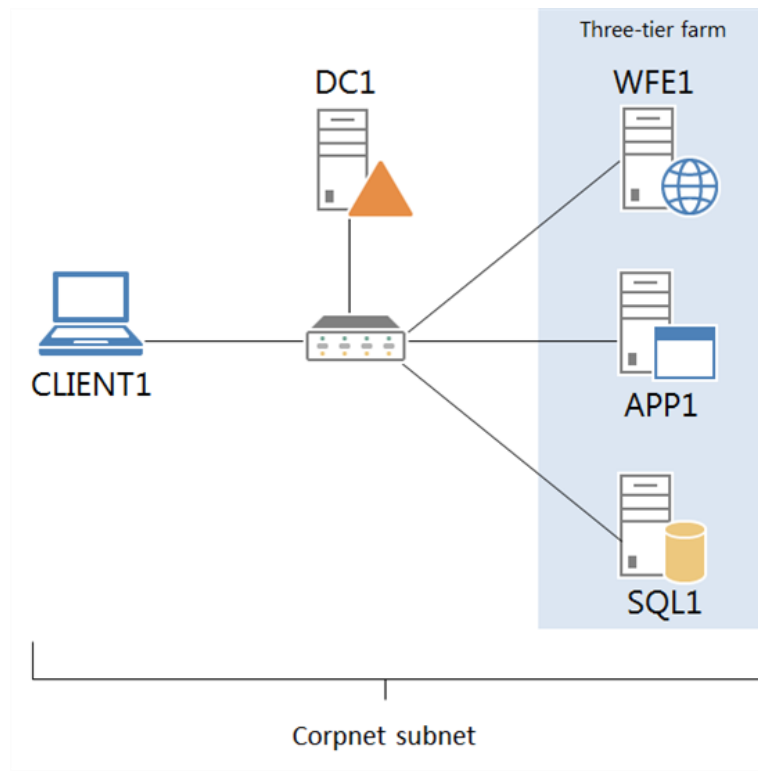 Three-tier farm
DC1
WFE1
CLIENT1
APP1
SQL1
Corpnet subnet